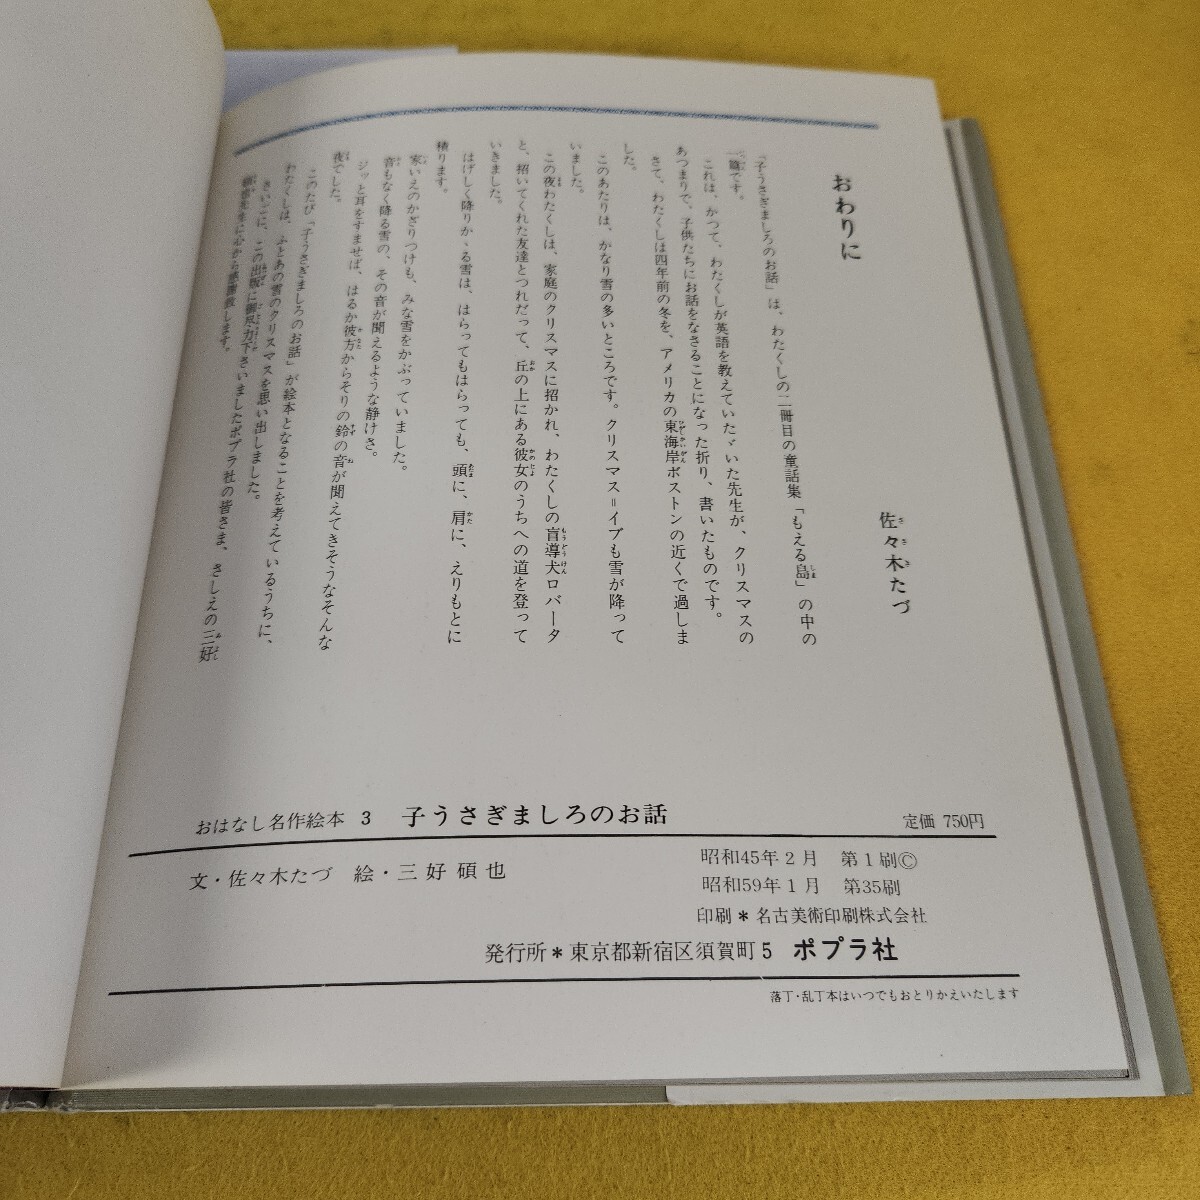 おわりに
佐々木たづ
『子うさぎましろのお話』は、わたくしの二冊目の童話集「もえる島」の中の
一篇です。
これは、かつて、わたくしが英語を教えていたゞいた先生が、クリスマスの
あつまりで、子供たちにお話をなさることになった折り、書いたものです。
さて、わたくしは四年前の冬を、アメリカの東海岸ボストンの近くで過しま
した。
このあたりは、かなり雪の多いところです。クリスマス=イブも雪が降って
いました。
この夜わたくしは、家庭のクリスマスに招かれ、わたくしの盲導犬ロバータ
と、招いてくれた友達とつれだって、丘の上にある彼女のうちへの道を登って
いきました。
はげしく降りかゝる雪は、はらってもはらっても、頭に、肩に、えりもとに
積ります。
家いえのかざりつけも、みな雪をかぶっていました。
音もなく降る雪の、その音が聞えるような静けさ。
ジッと耳をすませば、はるか彼方からそりの鈴の音が聞えてきそうなそんな
夜でした。
このたび「子うさぎましろのお話」が絵本となることを考えているうちに、
わたくしは、ふとあの雪のクリスマスを思い出しました。
さいごに、この出版に御尽力下さいましたポプラ社の皆さま、さしえの三好
碩也先生に心から感謝致します。
おはなし名作絵本 3 子うさぎましろのお話 定価 750円
文・佐々木たづ 絵・三好碩也
昭和45年2月 第1刷Ⓒ
昭和59年1月 第35刷
印刷*名古美術印刷株式会社
発行所*東京都新宿区須賀町5 ポプラ社
落丁・乱丁本はいつでもおとりかえいたします